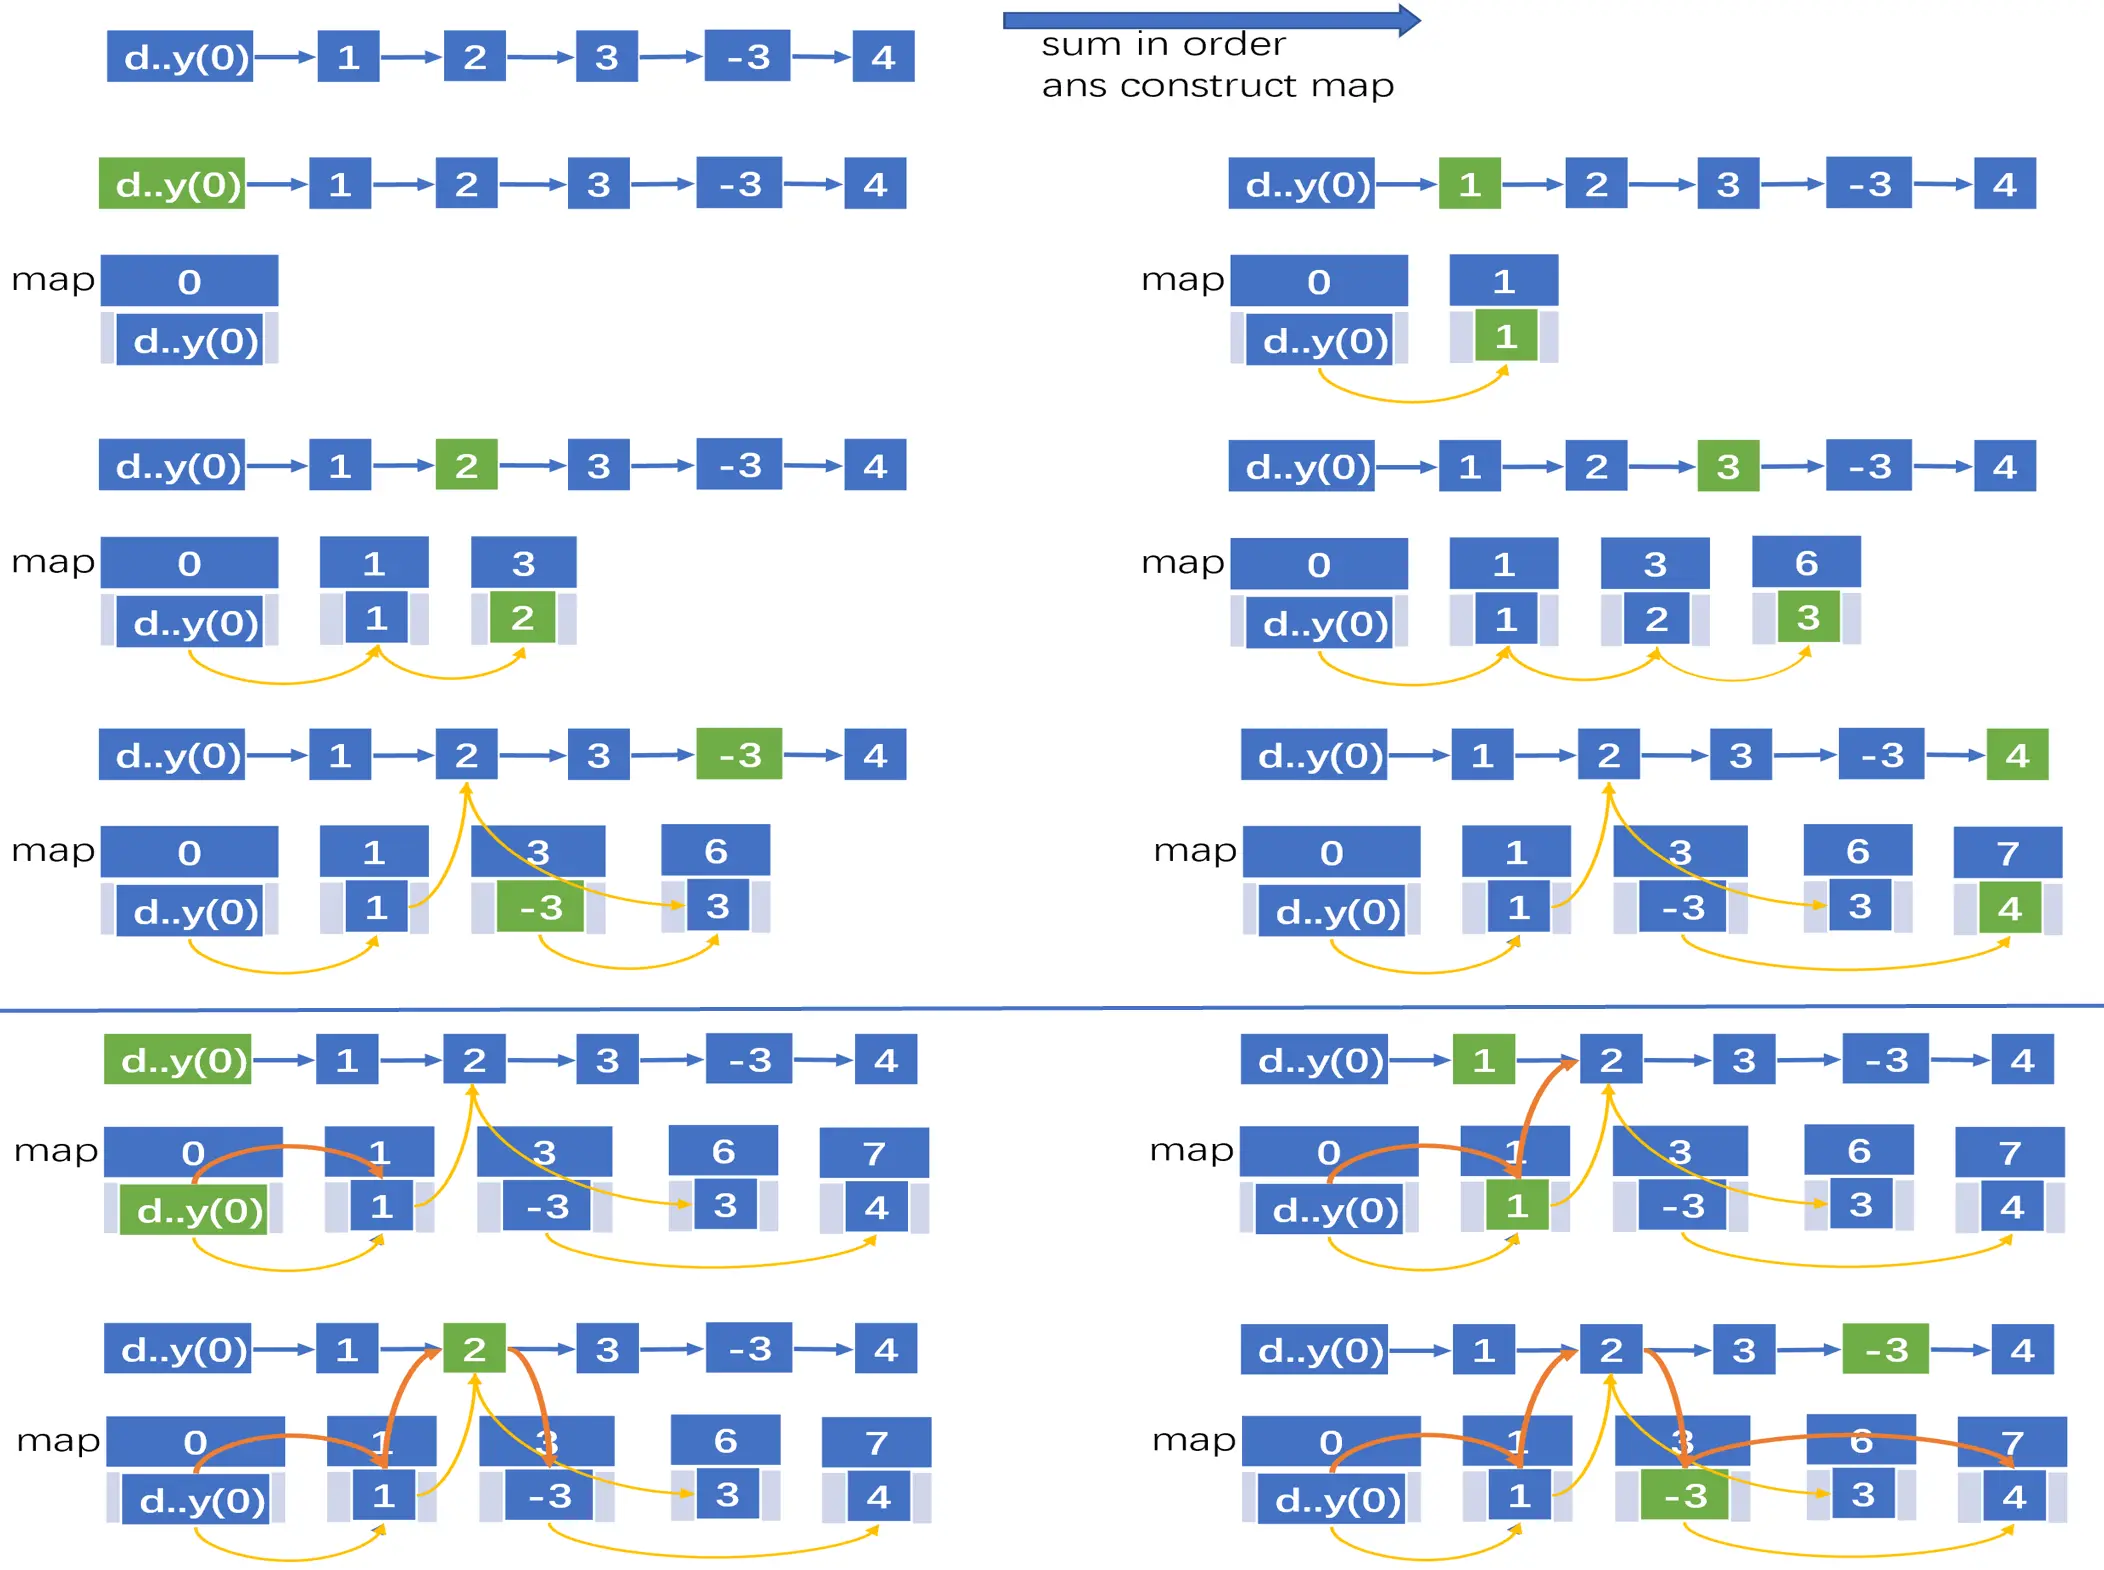 d..y(0) 1 2 3 -3 4
sum in order
ans construct map
d..y(0) 1 2 3 -3 4
map 0
d..y(0)
d..y(0) 1 2 3 -3 4
map 0 1
d..y(0) 1
d..y(0) 1 2 3 -3 4
map 0 1 3
d..y(0) 1 2
d..y(0) 1 2 3 -3 4
map 0 1 3 6
d..y(0) 1 2 3
d..y(0) 1 2 3 -3 4
map 0 1 3 6
d..y(0) 1 -3 3
d..y(0) 1 2 3 -3 4
map 0 1 3 6 7
d..y(0) 1 -3 3 4
d..y(0) 1 2 3 -3 4
map 0 1 3 6 7
d..y(0) 1 -3 3 4
d..y(0) 1 2 3 -3 4
map 0 1 3 6 7
d..y(0) 1 -3 3 4
d..y(0) 1 2 3 -3 4
map 0 1 3 6 7
d..y(0) 1 -3 3 4
d..y(0) 1 2 3 -3 4
map 0 1 3 6 7
d..y(0) 1 -3 3 4